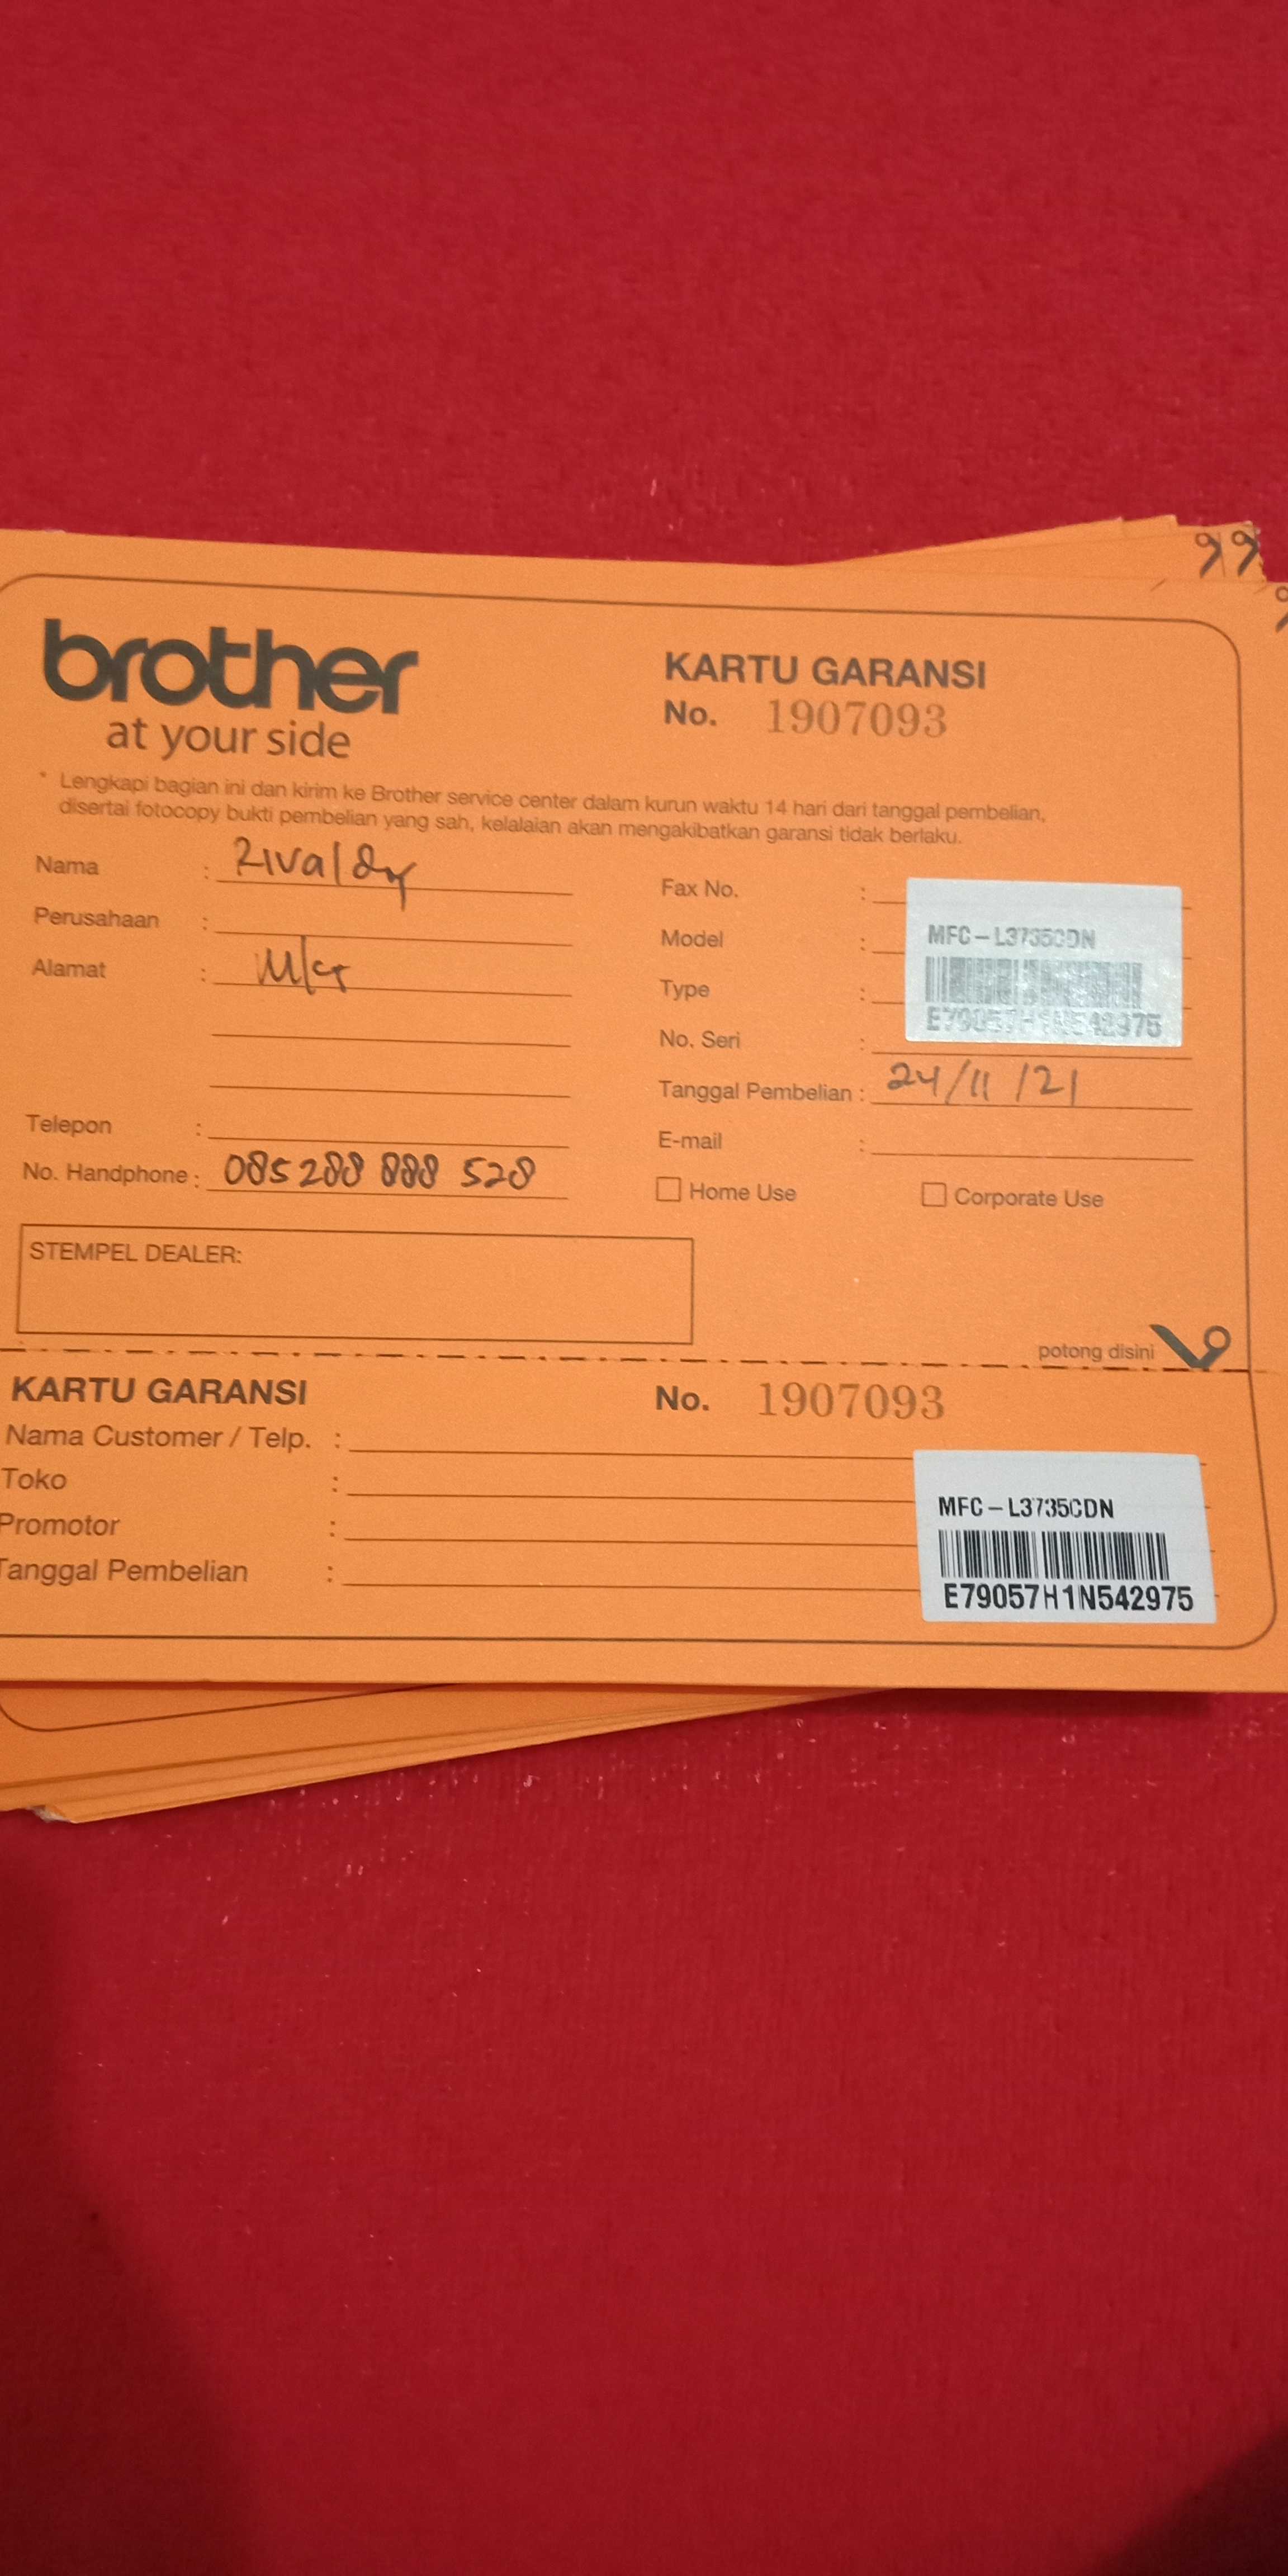 99
brother
at your side
KARTU GARANSI
No. 1907093
* Lengkapi bagian ini dan kirim ke Brother service center dalam kurun waktu 14 hari dari tanggal pembelian,
disertai fotocopy bukti pembelian yang sah, kelalaian akan mengakibatkan garansi tidak berlaku.
Nama : Rivaldy
Perusahaan :
Alamat : Mkr
Telepon :
No. Handphone : 085 288 888 528
Fax No. :
Model :
Type :
No. Seri :
MFC-L3735CDN
E79057H1N542975
Tanggal Pembelian : 24/11/21
E-mail :
Home Use
Corporate Use
STEMPEL DEALER:
potong disini
KARTU GARANSI
No. 1907093
Nama Customer / Telp. :
Toko :
Promotor :
Tanggal Pembelian :
MFC-L3735CDN
E79057H1N542975